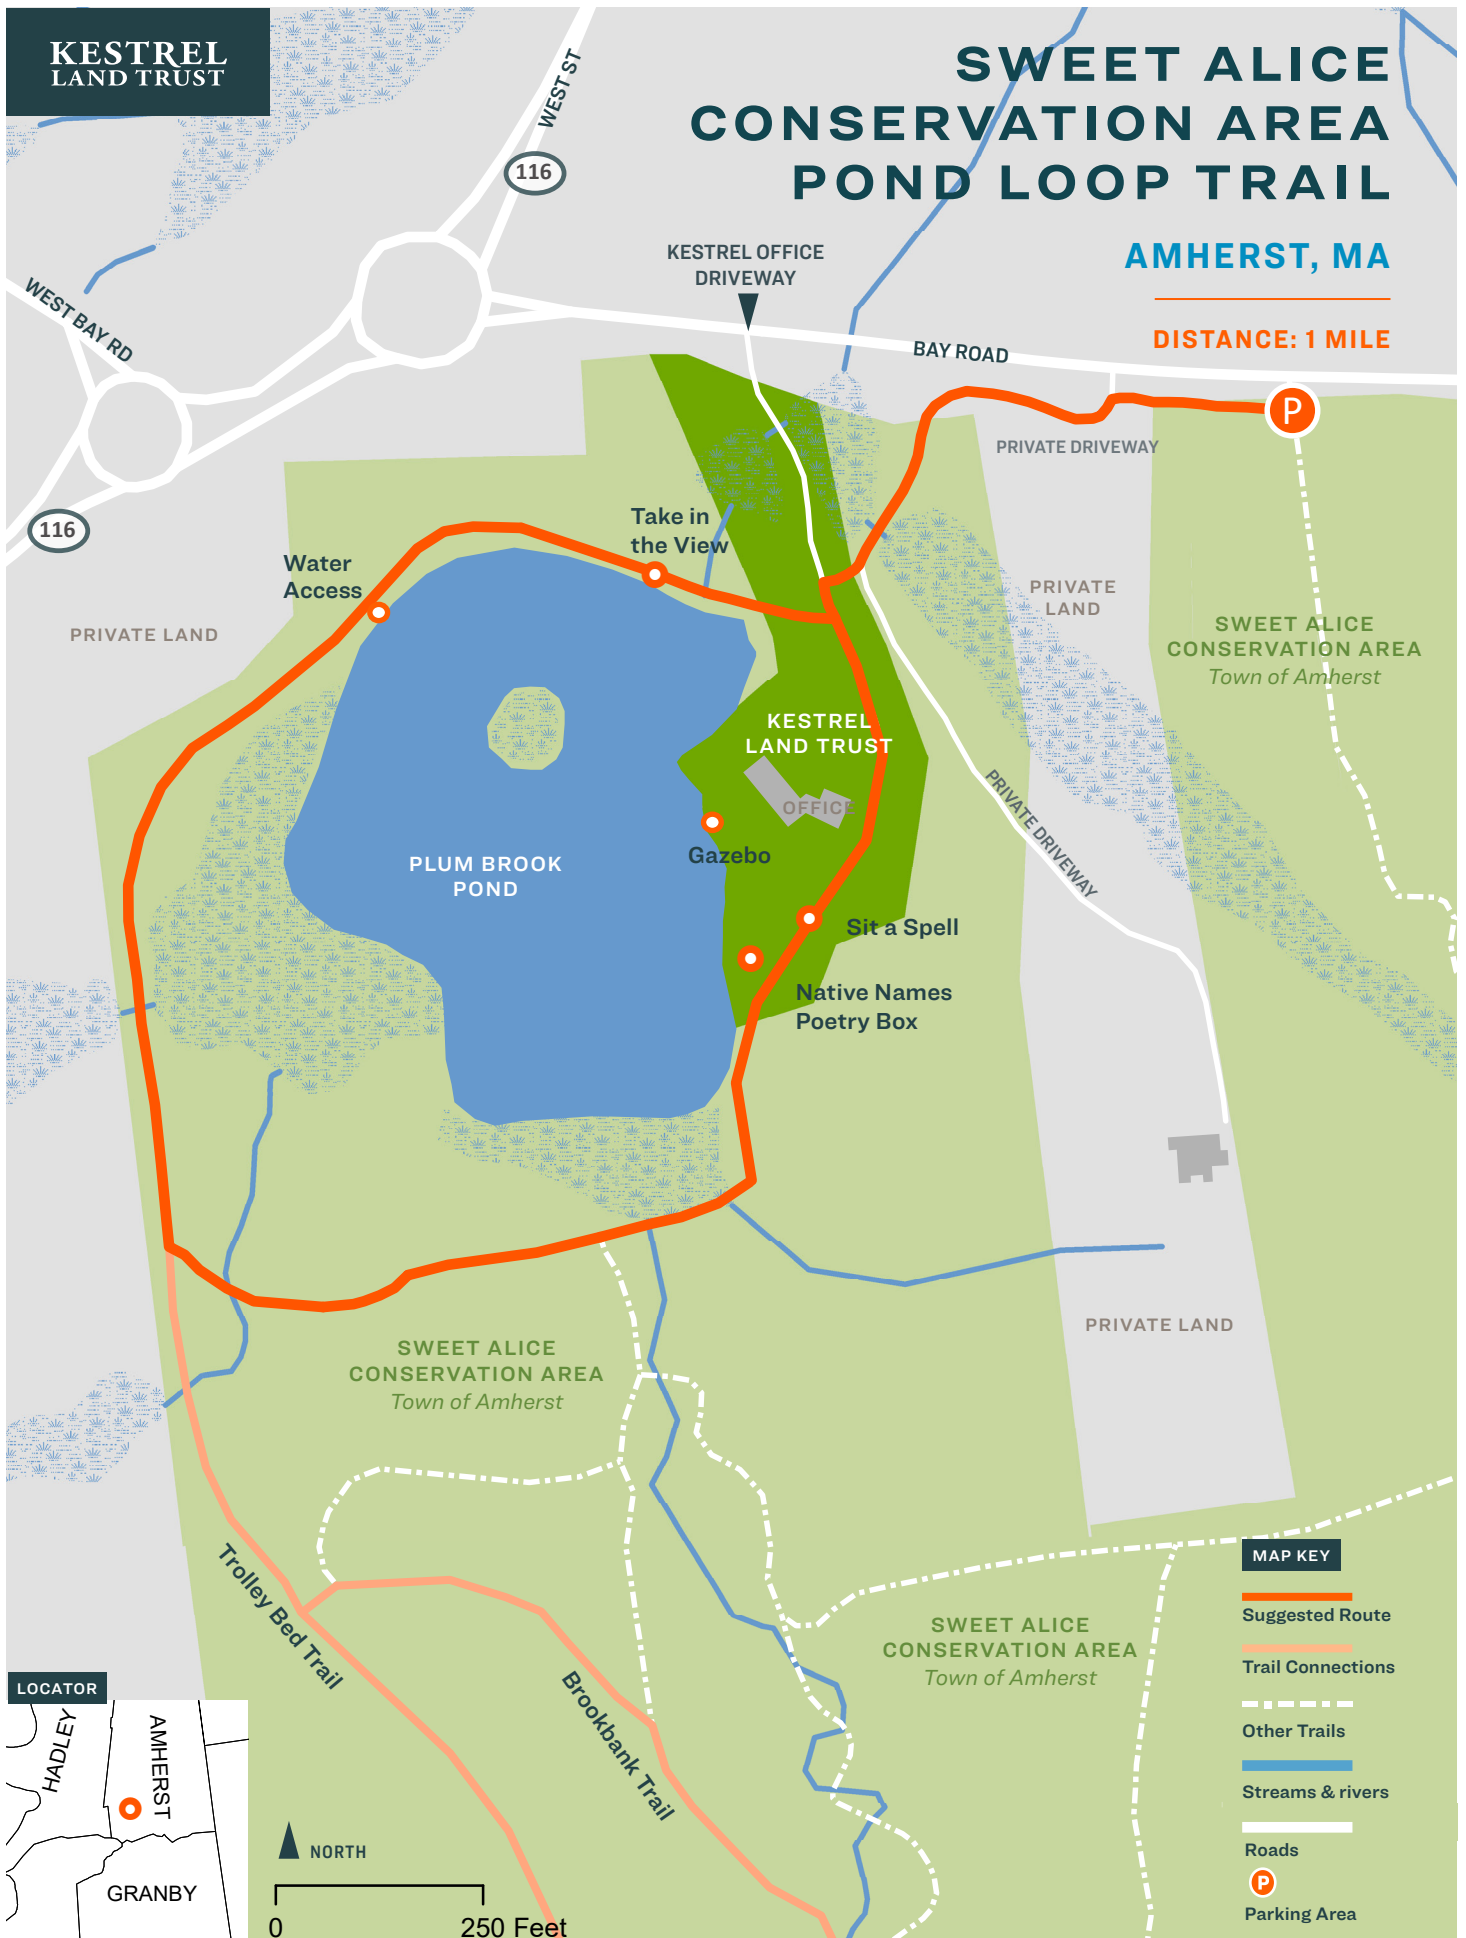 KESTREL
LAND TRUST
SWEET ALICE
CONSERVATION AREA
POND LOOP TRAIL
AMHERST, MA
DISTANCE: 1 MILE
WEST ST
116
KESTREL OFFICE
DRIVEWAY
WEST BAY RD
BAY ROAD
P
PRIVATE DRIVEWAY
116
Take in
the View
Water
Access
PRIVATE LAND
PRIVATE
LAND
SWEET ALICE
CONSERVATION AREA
Town of Amherst
KESTREL
LAND TRUST
OFFICE
PRIVATE DRIVEWAY
Gazebo
PLUM BROOK
POND
Sit a Spell
Native Names
Poetry Box
PRIVATE LAND
SWEET ALICE
CONSERVATION AREA
Town of Amherst
Trolley Bed Trail
Brookbank Trail
SWEET ALICE
CONSERVATION AREA
Town of Amherst
MAP KEY
Suggested Route
Trail Connections
Other Trails
Streams & rivers
Roads
P
Parking Area
LOCATOR
HADLEY
AMHERST
GRANBY
NORTH
0
250 Feet